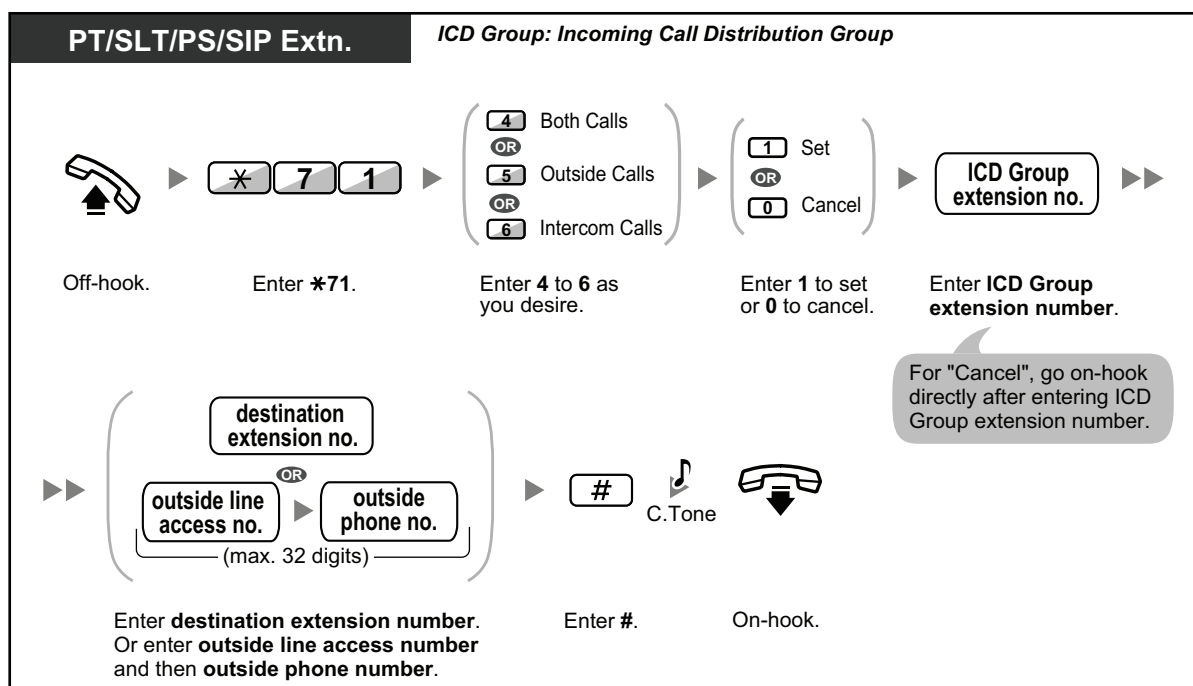 PT/SLT/PS/SIP Extn.
ICD Group: Incoming Call Distribution Group
4 Both Calls
OR
5 Outside Calls
OR
6 Intercom Calls
1 Set
OR
0 Cancel
ICD Group
extension no.
* 7 1
Off-hook.
Enter *71.
Enter 4 to 6 as
you desire.
Enter 1 to set
or 0 to cancel.
Enter ICD Group
extension number.
For "Cancel", go on-hook
directly after entering ICD
Group extension number.
destination
extension no.
OR
outside line
access no.
outside
phone no.
(max. 32 digits)
#
C.Tone
Enter destination extension number.
Or enter outside line access number
and then outside phone number.
Enter #.
On-hook.